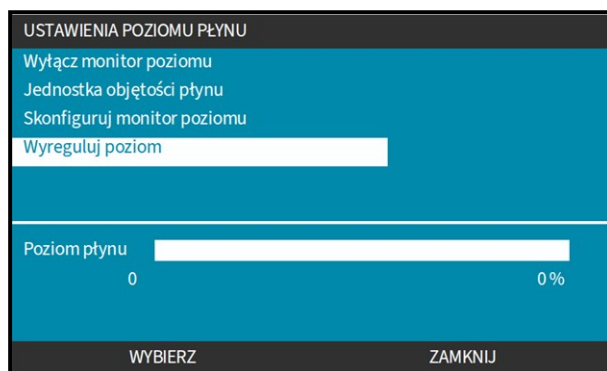 USTAWIENIA POZIOMU PŁYNU
Wyłącz monitor poziomu
Jednostka objętości płynu
Skonfiguruj monitor poziomu
Wyreguluj poziom
Poziom płynu
0 0 %
WYBIERZ ZAMKNIJ